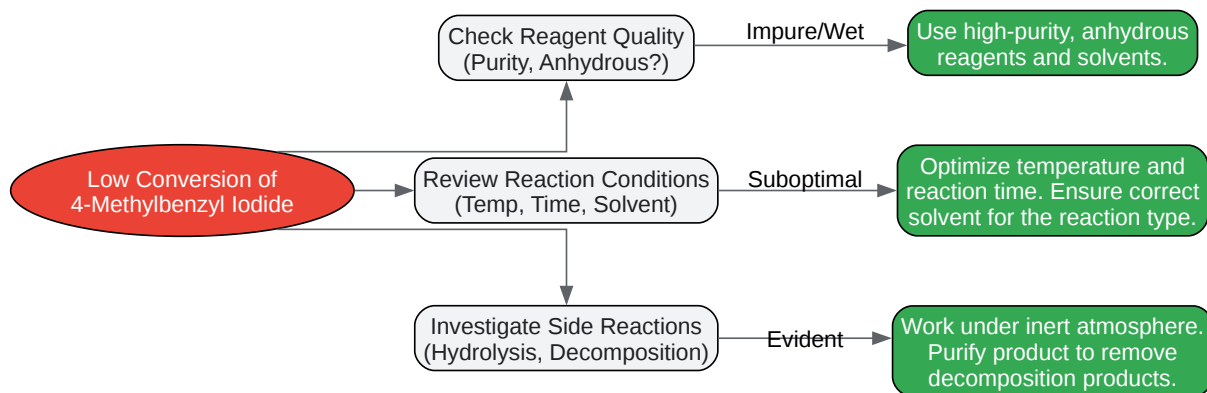 Check Reagent Quality
(Purity, Anhydrous?)
Impure/Wet
Use high-purity, anhydrous
reagents and solvents.
Low Conversion of
4-Methylbenzyl Iodide
Review Reaction Conditions
(Temp, Time, Solvent)
Suboptimal
Optimize temperature and
reaction time. Ensure correct
solvent for the reaction type.
Investigate Side Reactions
(Hydrolysis, Decomposition)
Evident
Work under inert atmosphere.
Purify product to remove
decomposition products.